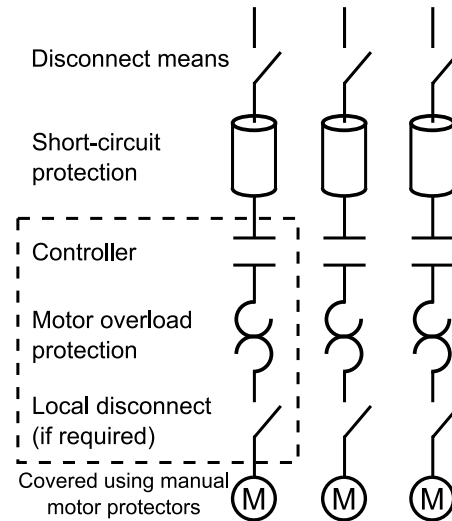 Disconnect means
Short-circuit
protection
Controller
Motor overload
protection
Local disconnect
(if required)
Covered using manual
motor protectors
M M M